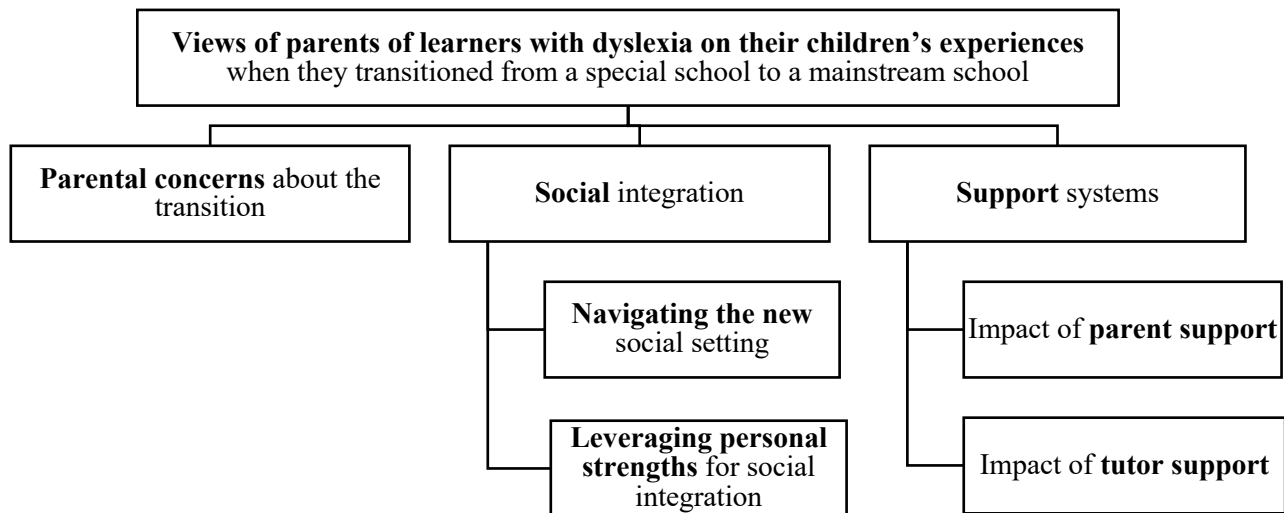 Views of parents of learners with dyslexia on their children’s experiences
when they transitioned from a special school to a mainstream school
Parental concerns about the
transition
Social integration
Support systems
Navigating the new
social setting
Impact of parent support
Leveraging personal
strengths for social
integration
Impact of tutor support